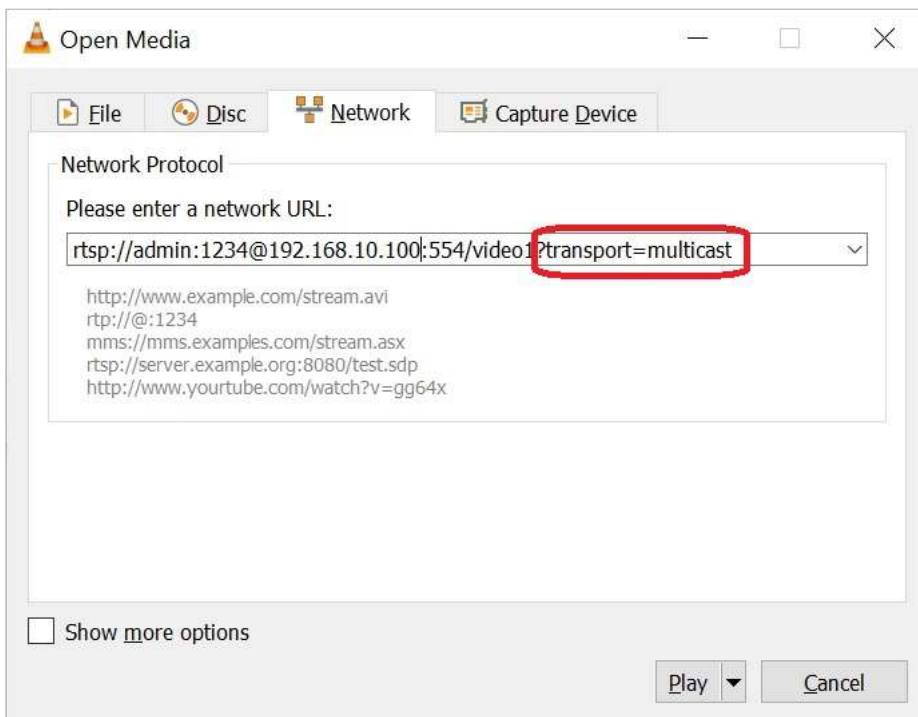 Open Media
File Disc Network Capture Device
Network Protocol
Please enter a network URL:
rtsp://admin:1234@192.168.10.100:554/video1?transport=multicast
http://www.example.com/stream.avi
rtp://@:1234
mms://mms.examples.com/stream.asx
rtsp://server.example.org:8080/test.sdp
http://www.yourtube.com/watch?v=gg64x
Show more options
Play Cancel